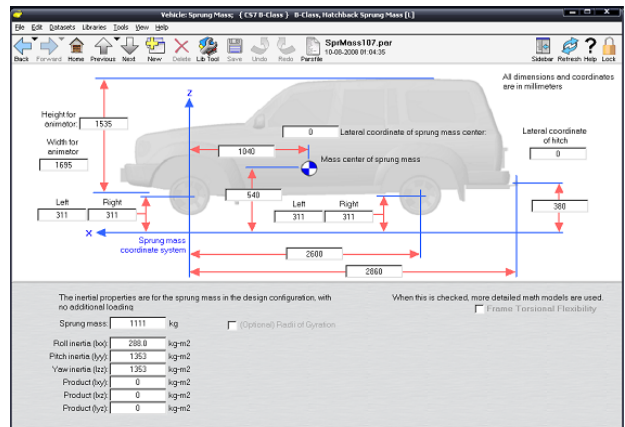 Vehicle: Sprung Mass; { CS7 B-Class } B-Class, Hatchback Sprung Mass [L]
File Edit Datasets Libraries Tools View Help
Back Forward Home Previous Next New Delete Lib Tool Save Undo Redo Parsfile
SprMass107.par
10-08-2008 01:04:35
Sidebar Refresh Help Lock
All dimensions and coordinates
are in millimeters
Z
Height for
animator:
1535
Width for
animator
1695
0 Lateral coordinate of sprung mass center:
Lateral coordinate
of hitch
0
1040
Mass center of sprung mass
540
Left Right
311 311
Left Right
311 311
380
X
Sprung mass
coordinate system
2600
2860
The inertial properties are for the sprung mass in the design configuration, with
no additional loading
When this is checked, more detailed math models are used.
Frame Torsional Flexibility
Sprung mass: 1111 kg
(Optional) Radii of Gyration
Roll inertia (Ixx): 288.0 kg-m2
Pitch inertia (Iyy): 1353 kg-m2
Yaw inertia (Izz): 1353 kg-m2
Product (Ixy): 0 kg-m2
Product (Ixz): 0 kg-m2
Product (Iyz): 0 kg-m2